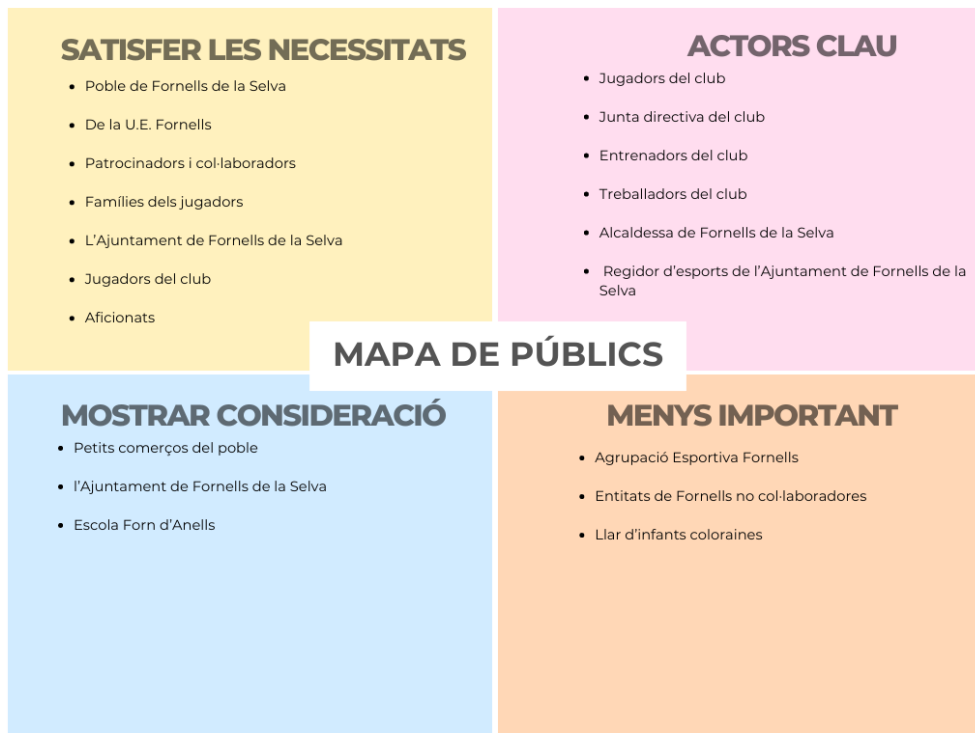 SATISFER LES NECESSITATS
• Poble de Fornells de la Selva
• De la U.E. Fornells
• Patrocinadors i col·laboradors
• Famílies dels jugadors
• L'Ajuntament de Fornells de la Selva
• Jugadors del club
• Aficionats
ACTORS CLAU
• Jugadors del club
• Junta directiva del club
• Entrenadors del club
• Treballadors del club
• Alcaldessa de Fornells de la Selva
• Regidor d'esports de l'Ajuntament de Fornells de la
Selva
MAPA DE PÚBLICS
MOSTRAR CONSIDERACIÓ
• Petits comerços del poble
• l'Ajuntament de Fornells de la Selva
• Escola Forn d'Anells
MENYS IMPORTANT
• Agrupació Esportiva Fornells
• Entitats de Fornells no col·laboradores
• Llar d'infants coloraines